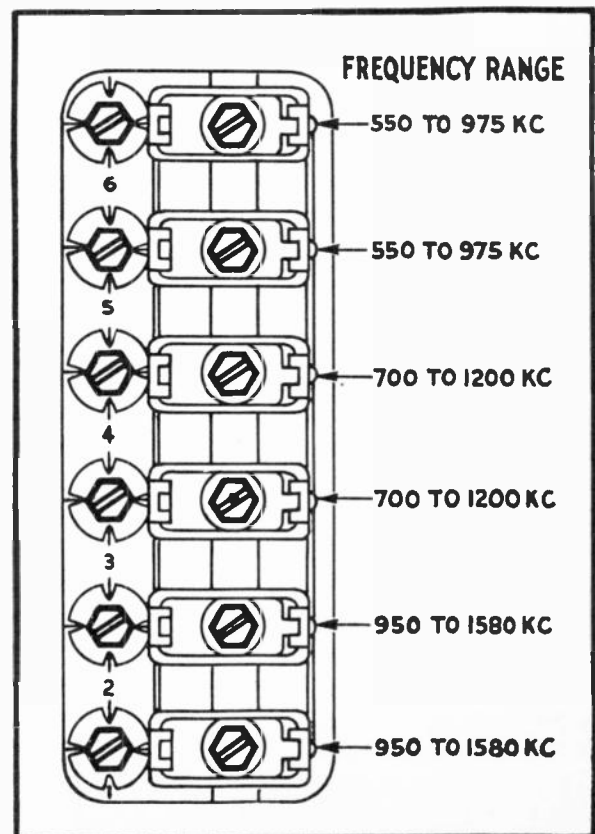 FREQUENCY RANGE
550 TO 975 KC
6
550 TO 975 KC
5
700 TO 1200 KC
4
700 TO 1200 KC
3
950 TO 1580 KC
2
950 TO 1580 KC
1